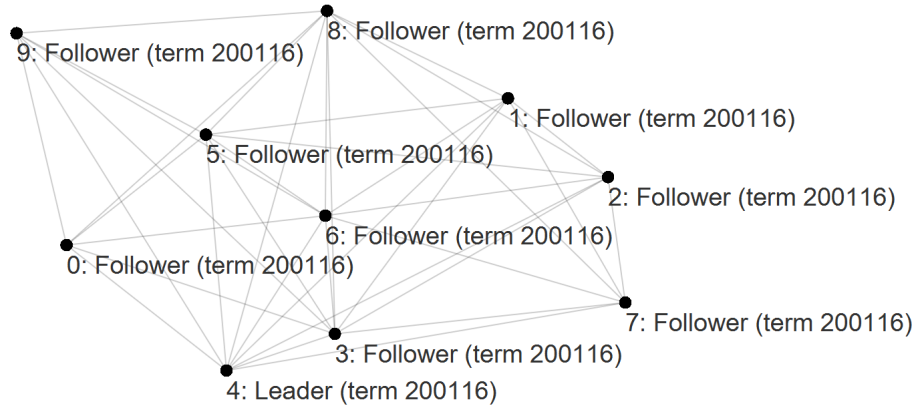 8: Follower (term 200116)
9: Follower (term 200116)
1: Follower (term 200116)
5: Follower (term 200116)
2: Follower (term 200116)
6: Follower (term 200116)
0: Follower (term 200116)
7: Follower (term 200116)
3: Follower (term 200116)
4: Leader (term 200116)